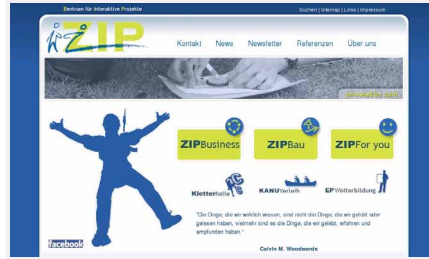 Zentrum für Interaktive Projekte
Suchen | Sitemap | Links | Impressum
ZIP
Kontakt News Newsletter Referenzen Über uns
ZIPBusiness ZIPBau ZIPFor you
Kletterhalle KANUVerleih EP Weiterbildung
"Die Dinge, die wir wirklich wissen, sind nicht die Dinge, die wir gehört oder
gelesen haben, vielmehr sind es die Dinge, die wir gelebt, erfahren und
empfunden haben."
Calvin M. Woodwards
facebook